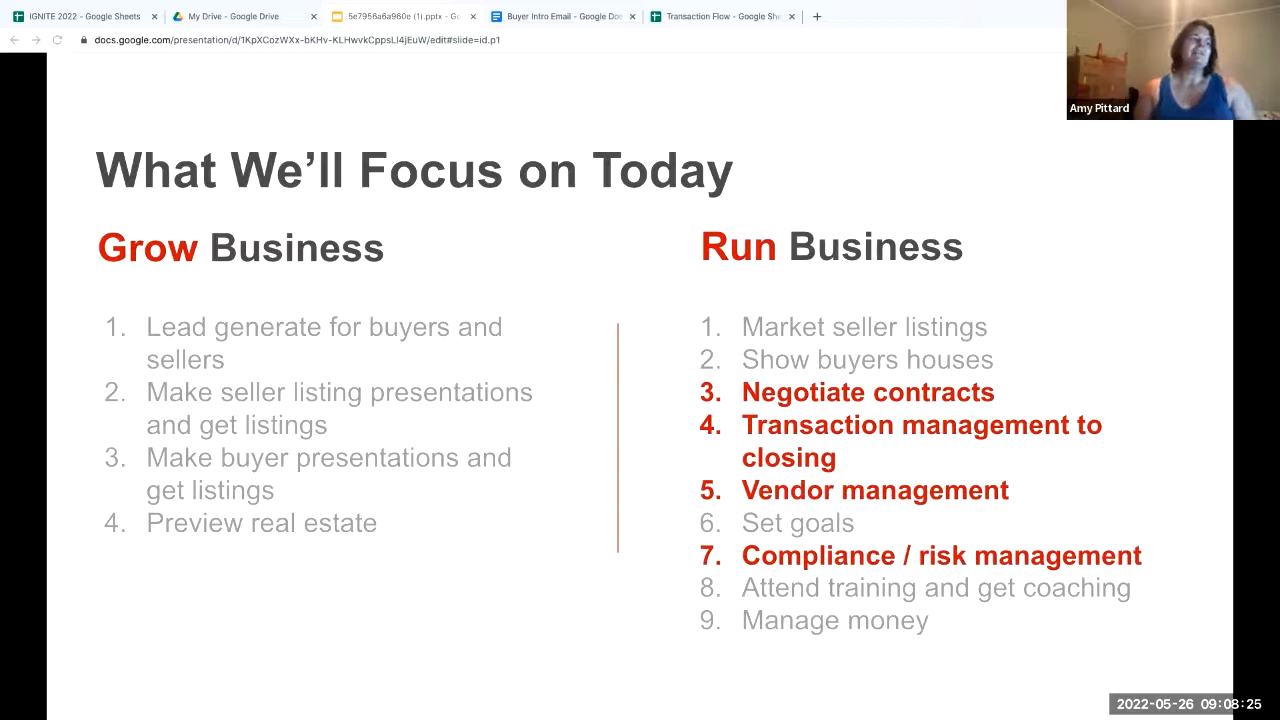 IGNITE 2022 - Google Sheets
My Drive - Google Drive
5e7956a6a960e (1).pptx - Go
Buyer Intro Email - Google Doc
Transaction Flow - Google She
docs.google.com/presentation/d/1KpXCozWXx-bKHv-KLHwvkCppsLl4jEuW/edit#slide=id.p1
Amy Pittard
What We'll Focus on Today
Grow Business
1. Lead generate for buyers and
sellers
2. Make seller listing presentations
and get listings
3. Make buyer presentations and
get listings
4. Preview real estate
Run Business
1. Market seller listings
2. Show buyers houses
3. Negotiate contracts
4. Transaction management to
closing
5. Vendor management
6. Set goals
7. Compliance / risk management
8. Attend training and get coaching
9. Manage money
2022-05-26 09:08:25